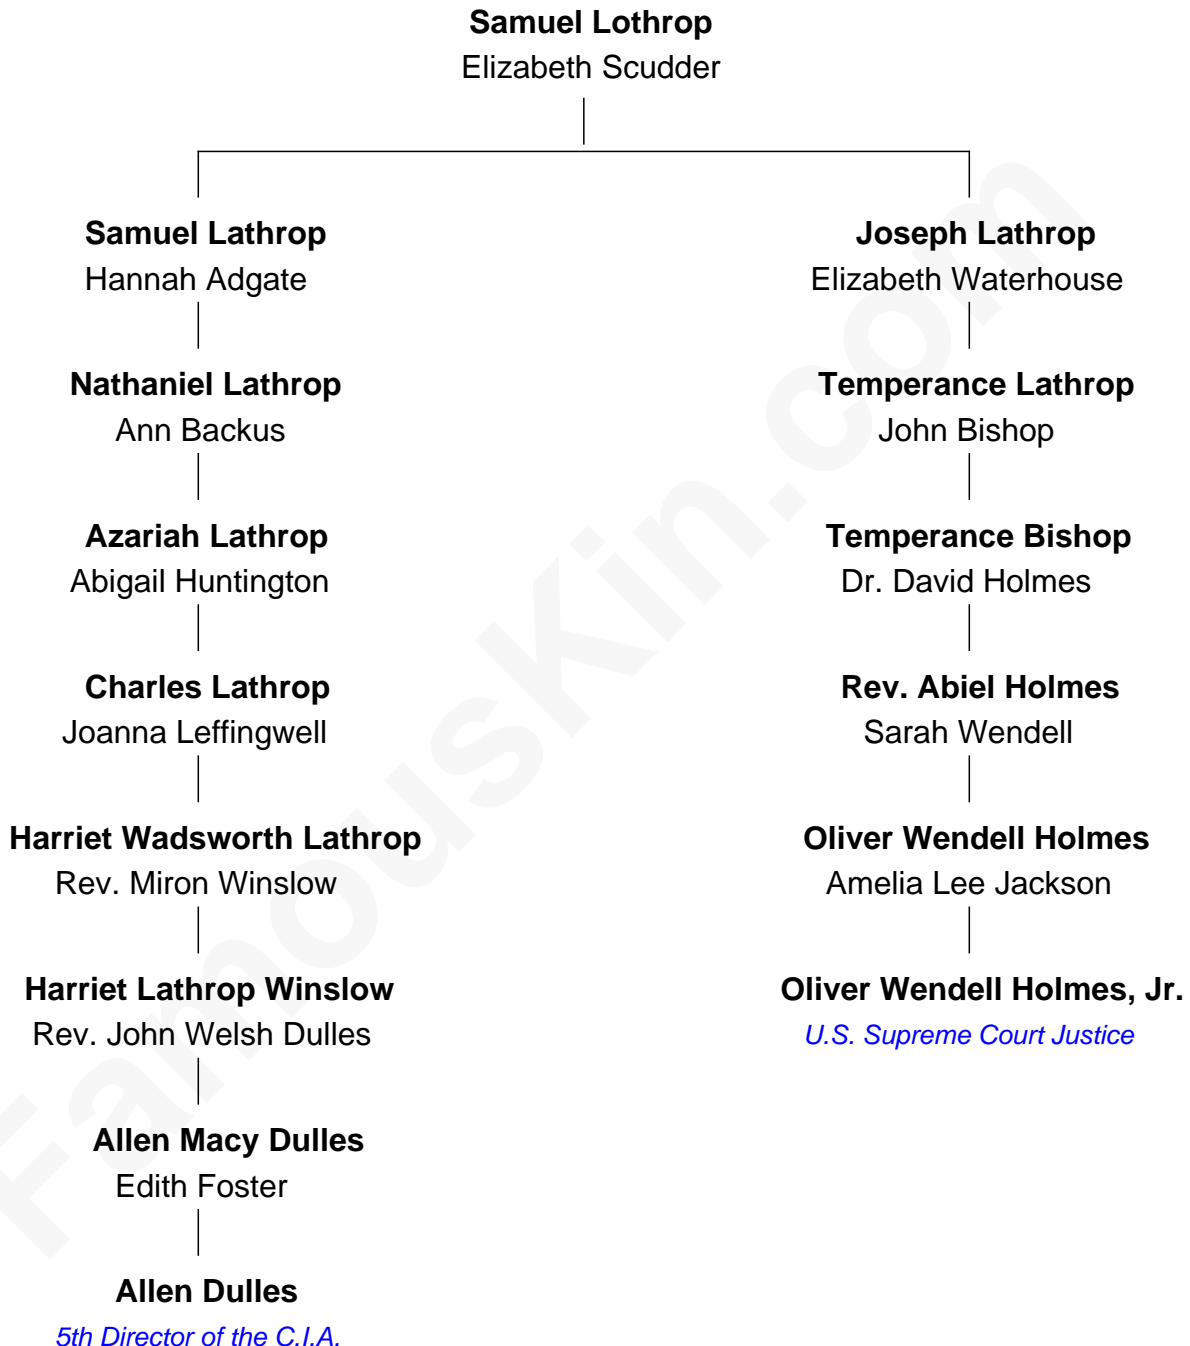 Samuel Lothrop
Elizabeth Scudder
Samuel Lathrop
Hannah Adgate
Joseph Lathrop
Elizabeth Waterhouse
Nathaniel Lathrop
Ann Backus
Temperance Lathrop
John Bishop
Azariah Lathrop
Abigail Huntington
Temperance Bishop
Dr. David Holmes
Charles Lathrop
Joanna Leffingwell
Rev. Abiel Holmes
Sarah Wendell
Harriet Wadsworth Lathrop
Rev. Miron Winslow
Oliver Wendell Holmes
Amelia Lee Jackson
Harriet Lathrop Winslow
Rev. John Welsh Dulles
Oliver Wendell Holmes, Jr.
U.S. Supreme Court Justice
Allen Macy Dulles
Edith Foster
Allen Dulles
5th Director of the C.I.A.
FamousKin.com